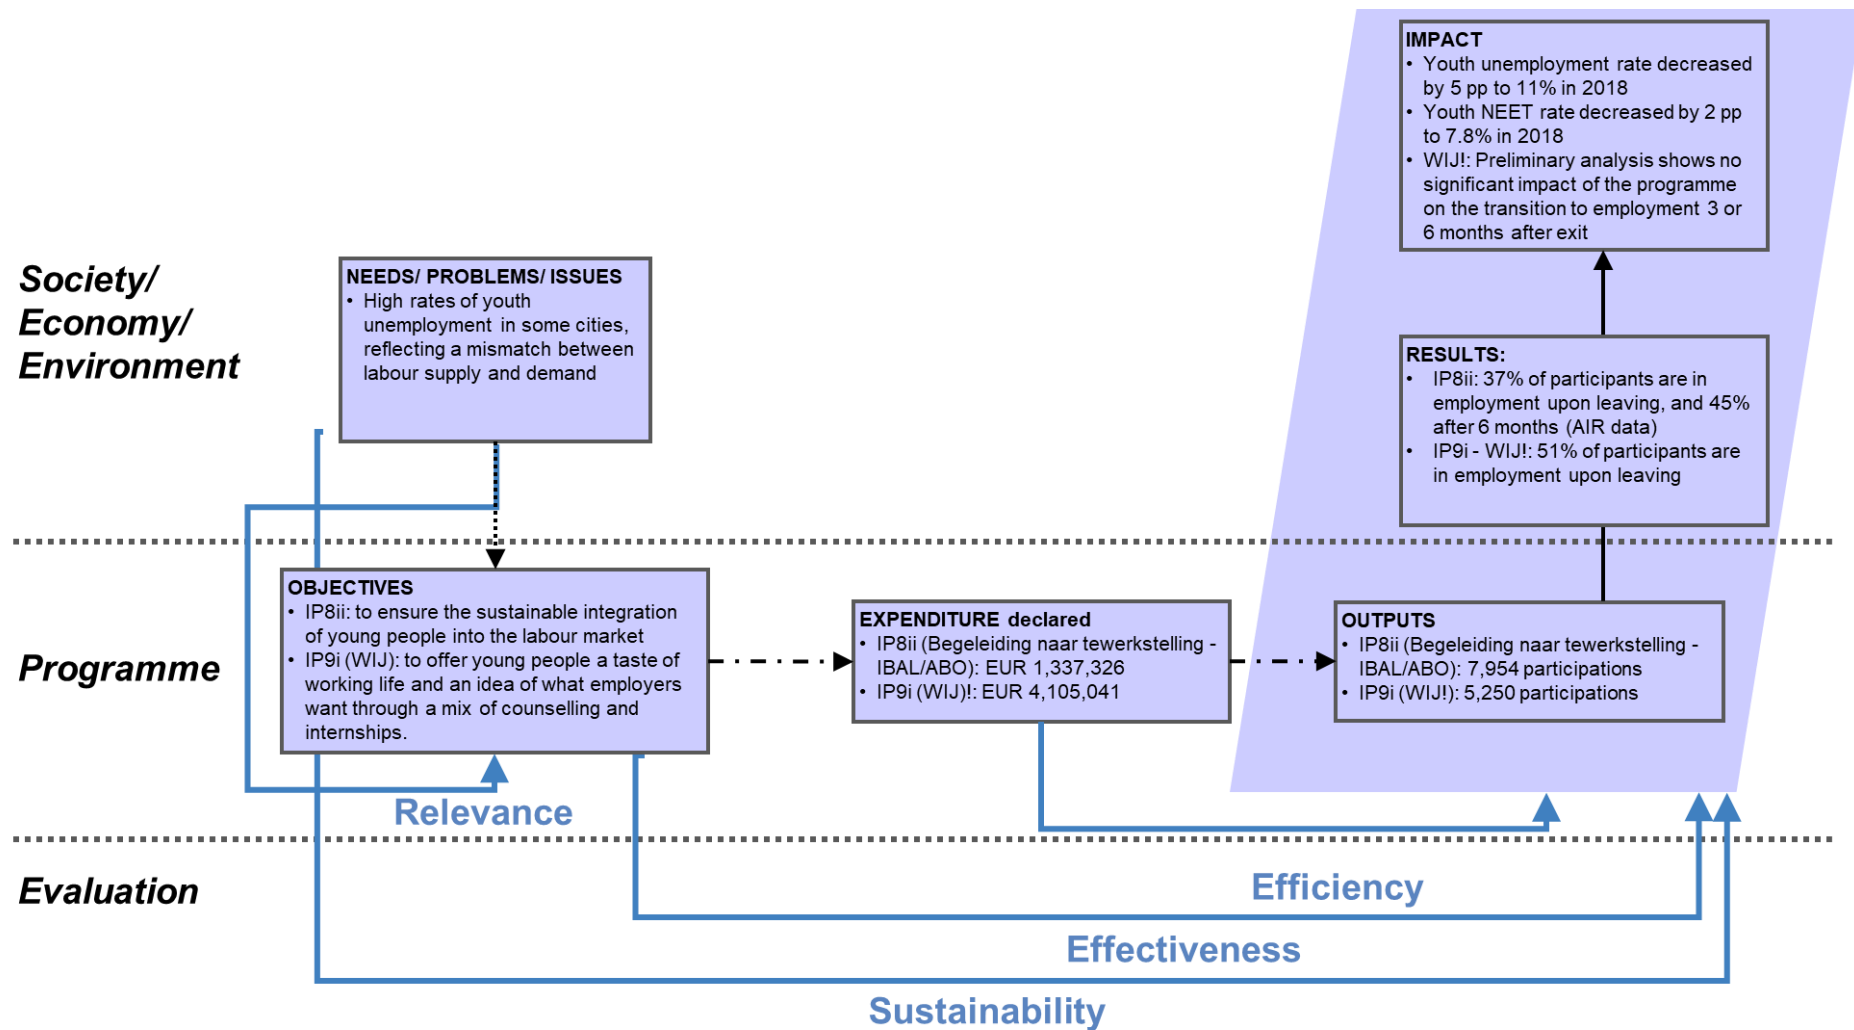 IMPACT
• Youth unemployment rate decreased
by 5 pp to 11% in 2018
• Youth NEET rate decreased by 2 pp
to 7.8% in 2018
• WIJ!: Preliminary analysis shows no
significant impact of the programme
on the transition to employment 3 or
6 months after exit
Society/
Economy/
Environment
NEEDS/ PROBLEMS/ ISSUES
• High rates of youth
unemployment in some cities,
reflecting a mismatch between
labour supply and demand
RESULTS:
• IP8ii: 37% of participants are in
employment upon leaving, and 45%
after 6 months (AIR data)
• IP9i - WIJ!: 51% of participants are
in employment upon leaving
Programme
OBJECTIVES
• IP8ii: to ensure the sustainable integration
of young people into the labour market
• IP9i (WIJ): to offer young people a taste of
working life and an idea of what employers
want through a mix of counselling and
internships.
EXPENDITURE declared
• IP8ii (Begeleiding naar tewerkstelling -
IBAL/ABO): EUR 1,337,326
• IP9i (WIJ)!: EUR 4,105,041
OUTPUTS
• IP8ii (Begeleiding naar tewerkstelling -
IBAL/ABO): 7,954 participations
• IP9i (WIJ!): 5,250 participations
Relevance
Evaluation
Efficiency
Effectiveness
Sustainability